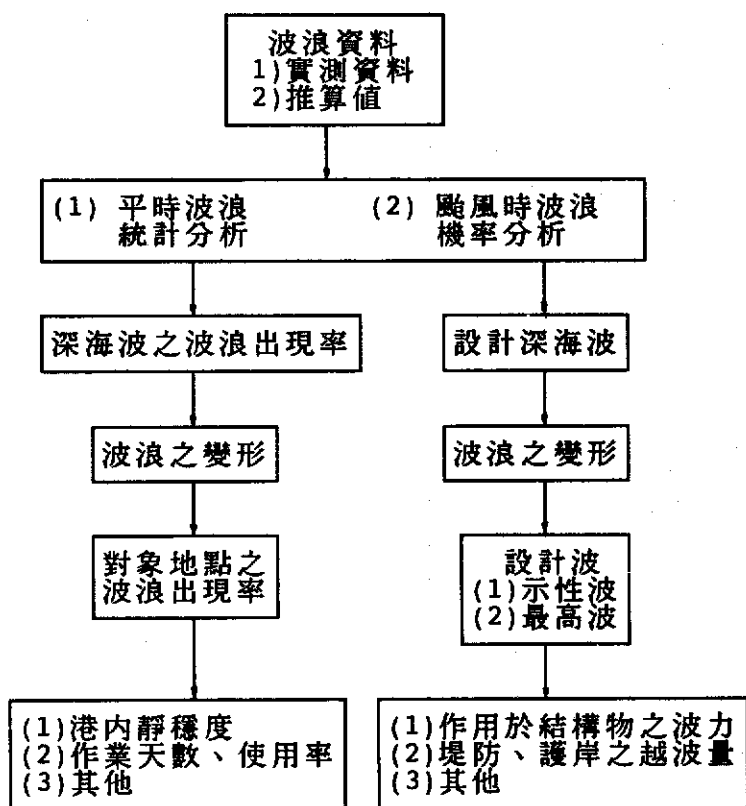 波浪資料
1)實測資料
2)推算值
(1) 平時波浪
統計分析
(2) 颱風時波浪
機率分析
深海波之波浪出現率
設計深海波
波浪之變形
波浪之變形
對象地點之
波浪出現率
設計波
(1)示性波
(2)最高波
(1)港內靜穩度
(2)作業天數、使用率
(3)其他
(1)作用於結構物之波力
(2)堤防、護岸之越波量
(3)其他